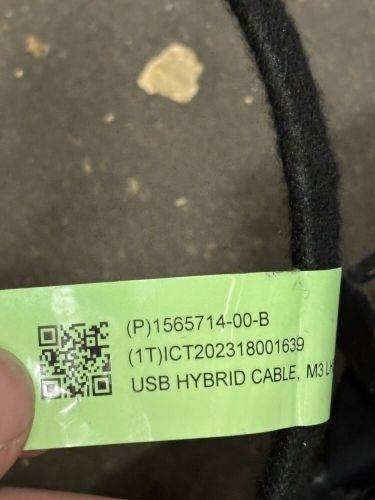 (P)1565714-00-B
(1T)ICT202318001639
USB HYBRID CABLE, M3